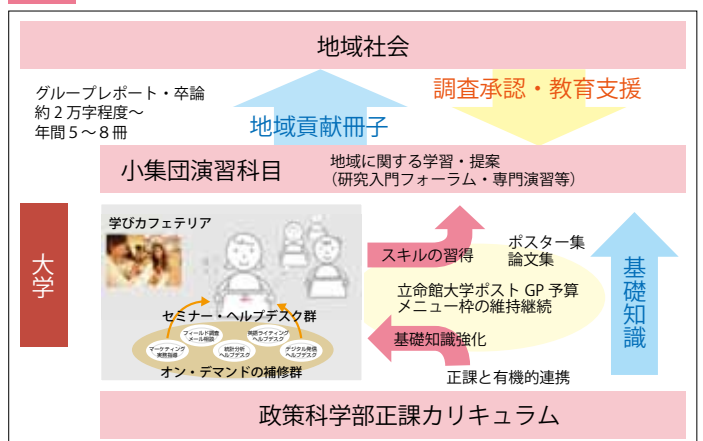 地域社会
グループレポート・卒論
約２万字程度～
年間５～８冊
地域貢献冊子
調査承認・教育支援
小集団演習科目
地域に関する学習・提案
（研究入門フォーラム・専門演習等）
大学
学びカフェテリア
セミナー・ヘルプデスク群
フィールド調査
メール相談
英語ライティング
ヘルプデスク
マーケティング
実務指導
統計分析
ヘルプデスク
デジタル発信
ヘルプデスク
オン・デマンドの補修群
スキルの習得
ポスター集
論文集
立命館大学ポスト GP 予算
メニュー枠の維持継続
基礎知識強化
正課と有機的連携
基礎知識
政策科学部正課カリキュラム